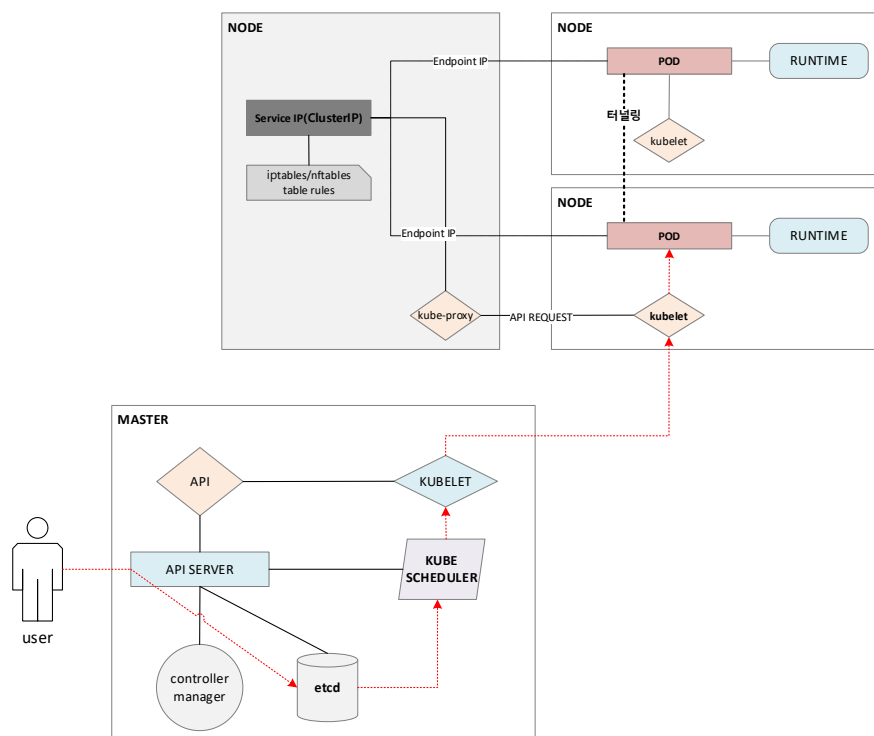 NODE
Service IP(ClusterIP)
iptables/nftables
table rules
Endpoint IP
Endpoint IP
kube-proxy
API REQUEST
NODE
POD
RUNTIME
터널링
kubelet
NODE
POD
RUNTIME
kubelet
MASTER
API
KUBELET
API SERVER
KUBE
SCHEDULER
user
controller
manager
etcd